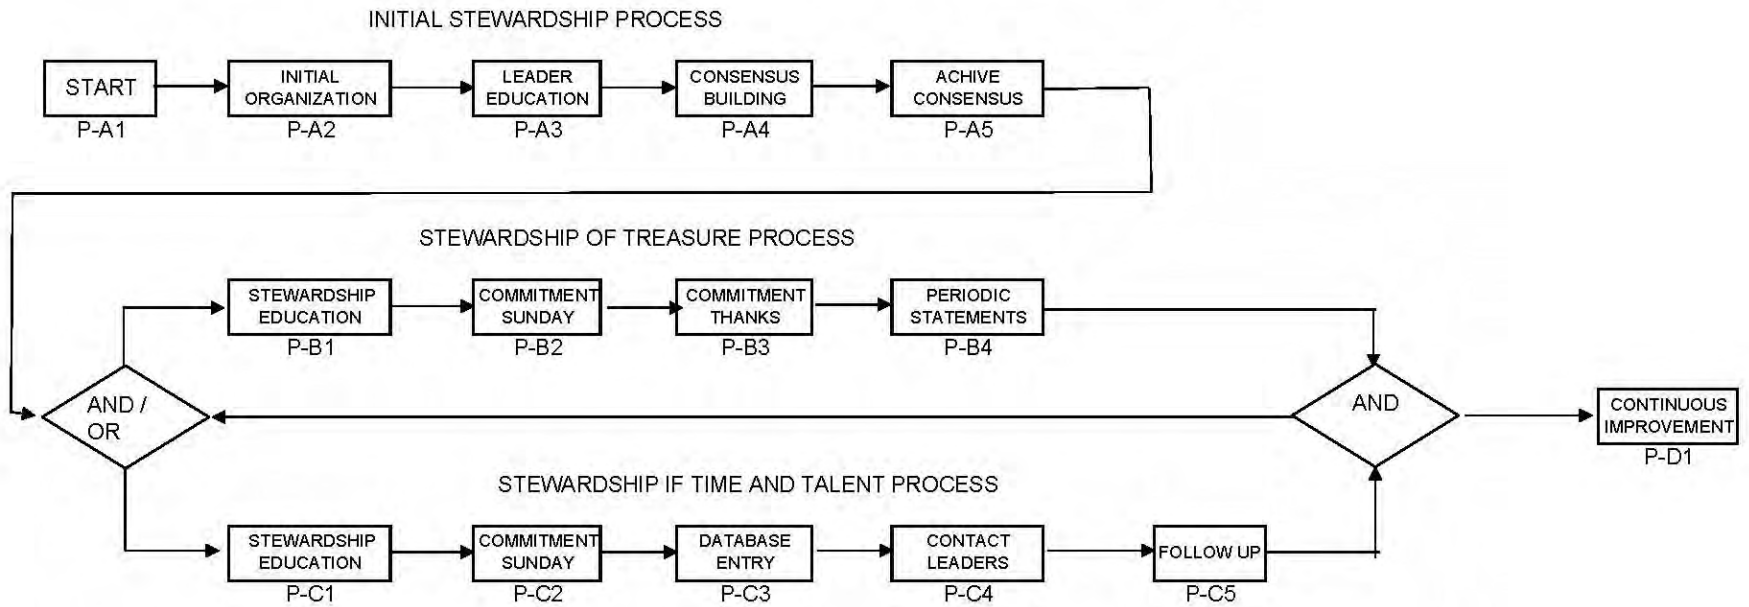 INITIAL STEWARDSHIP PROCESS
START
P-A1
INITIAL
ORGANIZATION
P-A2
LEADER
EDUCATION
P-A3
CONSENSUS
BUILDING
P-A4
ACHIVE
CONSENSUS
P-A5
STEWARDSHIP OF TREASURE PROCESS
STEWARDSHIP
EDUCATION
P-B1
COMMITMENT
SUNDAY
P-B2
COMMITMENT
THANKS
P-B3
PERIODIC
STATEMENTS
P-B4
AND /
OR
AND
CONTINUOUS
IMPROVEMENT
P-D1
STEWARDSHIP IF TIME AND TALENT PROCESS
STEWARDSHIP
EDUCATION
P-C1
COMMITMENT
SUNDAY
P-C2
DATABASE
ENTRY
P-C3
CONTACT
LEADERS
P-C4
FOLLOW UP
P-C5